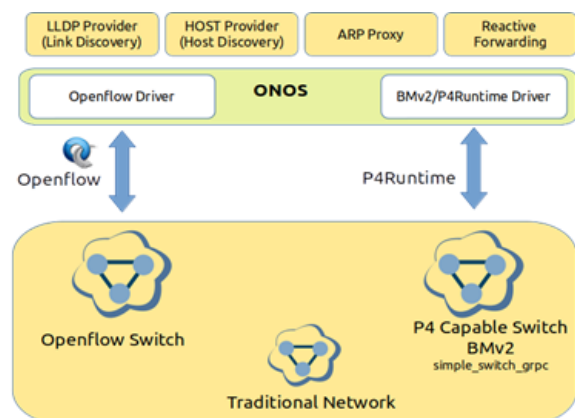 LLDP Provider
(Link Discovery)
HOST Provider
(Host Discovery)
ARP Proxy
Reactive
Forwarding
Openflow Driver
ONOS
BMv2/P4Runtime Driver
Openflow
P4Runtime
Openflow Switch
P4 Capable Switch
BMv2
simple_switch_grpc
Traditional Network